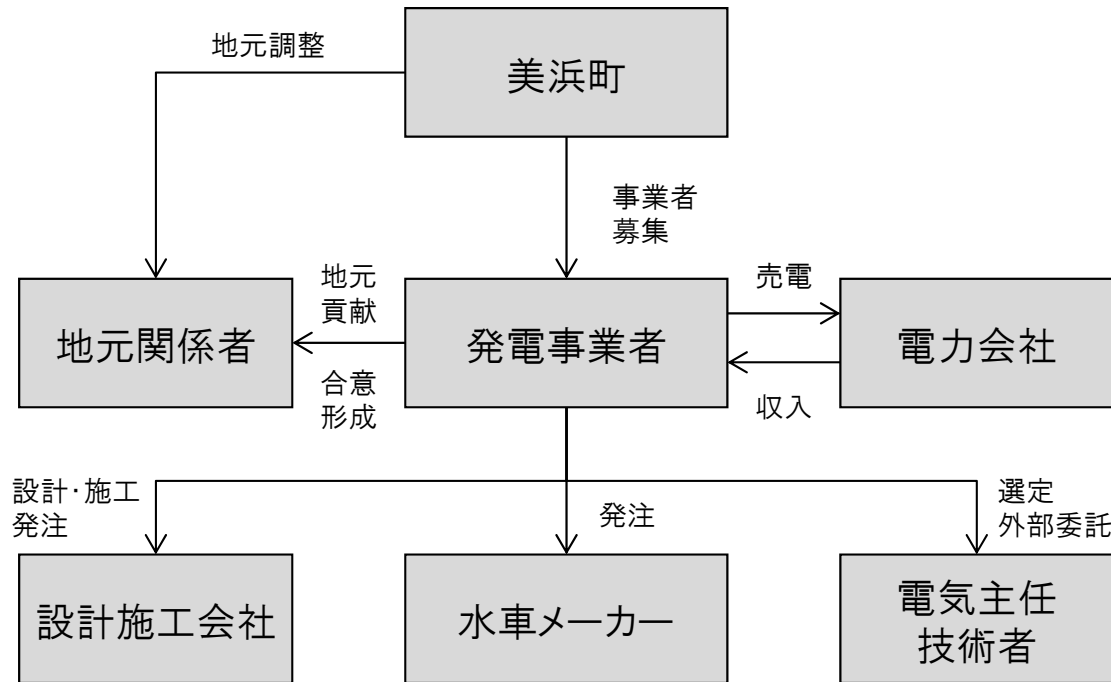 地元調整
美浜町
事業者
募集
地元
貢献
売電
地元関係者
発電事業者
電力会社
合意
形成
収入
設計・施工
発注
発注
選定
外部委託
設計施工会社
水車メーカー
電気主任
技術者